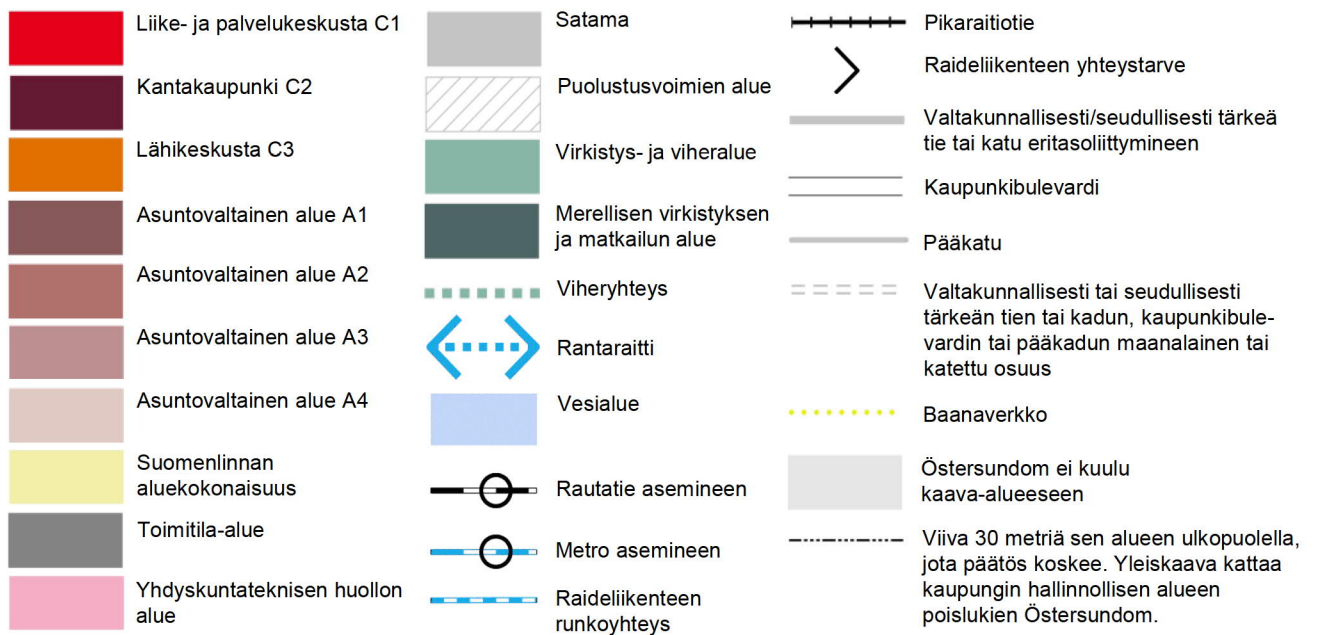 Liike- ja palvelukeskusta C1
Kantakaupunki C2
Lähikeskusta C3
Asuntovaltainen alue A1
Asuntovaltainen alue A2
Asuntovaltainen alue A3
Asuntovaltainen alue A4
Suomenlinnan
aluekokonaisuus
Toimitila-alue
Yhdyskuntateknisen huollon
alue
Satama
Puolustusvoimien alue
Virkistys- ja viheralue
Merellisen virkistyksen
ja matkailun alue
Viheryhteys
Rantaraitti
Vesialue
Rautatie asemineen
Metro asemineen
Raideliikenteen
runkoyhteys
Pikaraitiotie
Raideliikenteen yhteystarve
Valtakunnallisesti/seudullisesti tärkeä
tie tai katu eritasoliittymineen
Kaupunkibulevardi
Pääkatu
Valtakunnallisesti tai seudullisesti
tärkeän tien tai kadun, kaupunkibule-
vardin tai pääkadun maanalainen tai
katettu osuus
Baanaverkko
Östersundom ei kuulu
kaava-alueeseen
Viiva 30 metriä sen alueen ulkopuolella,
jota päätös koskee. Yleiskaava kattaa
kaupungin hallinnollisen alueen
poislukien Östersundom.